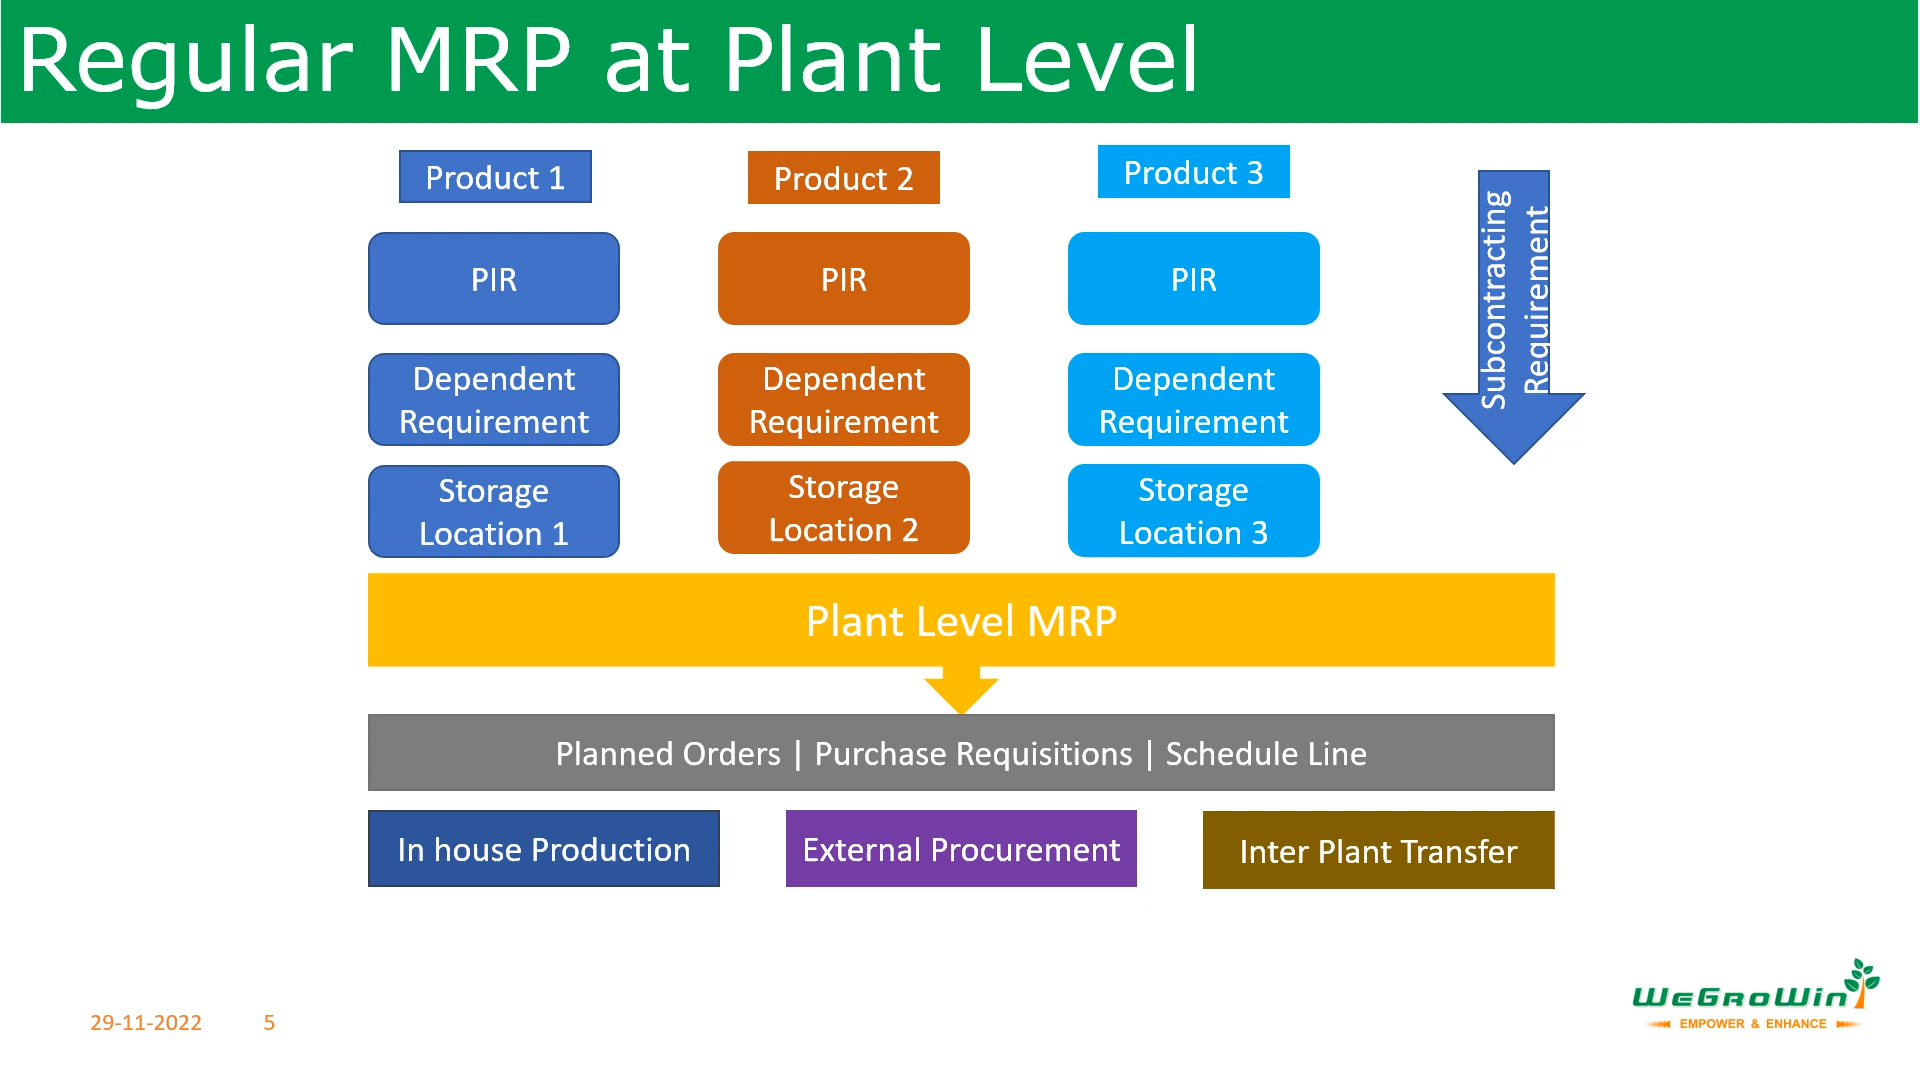 Regular MRP at Plant Level
Product 1
Product 2
Product 3
PIR
PIR
PIR
Dependent
Requirement
Dependent
Requirement
Dependent
Requirement
Storage
Location 1
Storage
Location 2
Storage
Location 3
Subcontracting
Requirement
Plant Level MRP
Planned Orders | Purchase Requisitions | Schedule Line
In house Production
External Procurement
Inter Plant Transfer
29-11-2022
5
WeGroWin
EMPOWER & ENHANCE